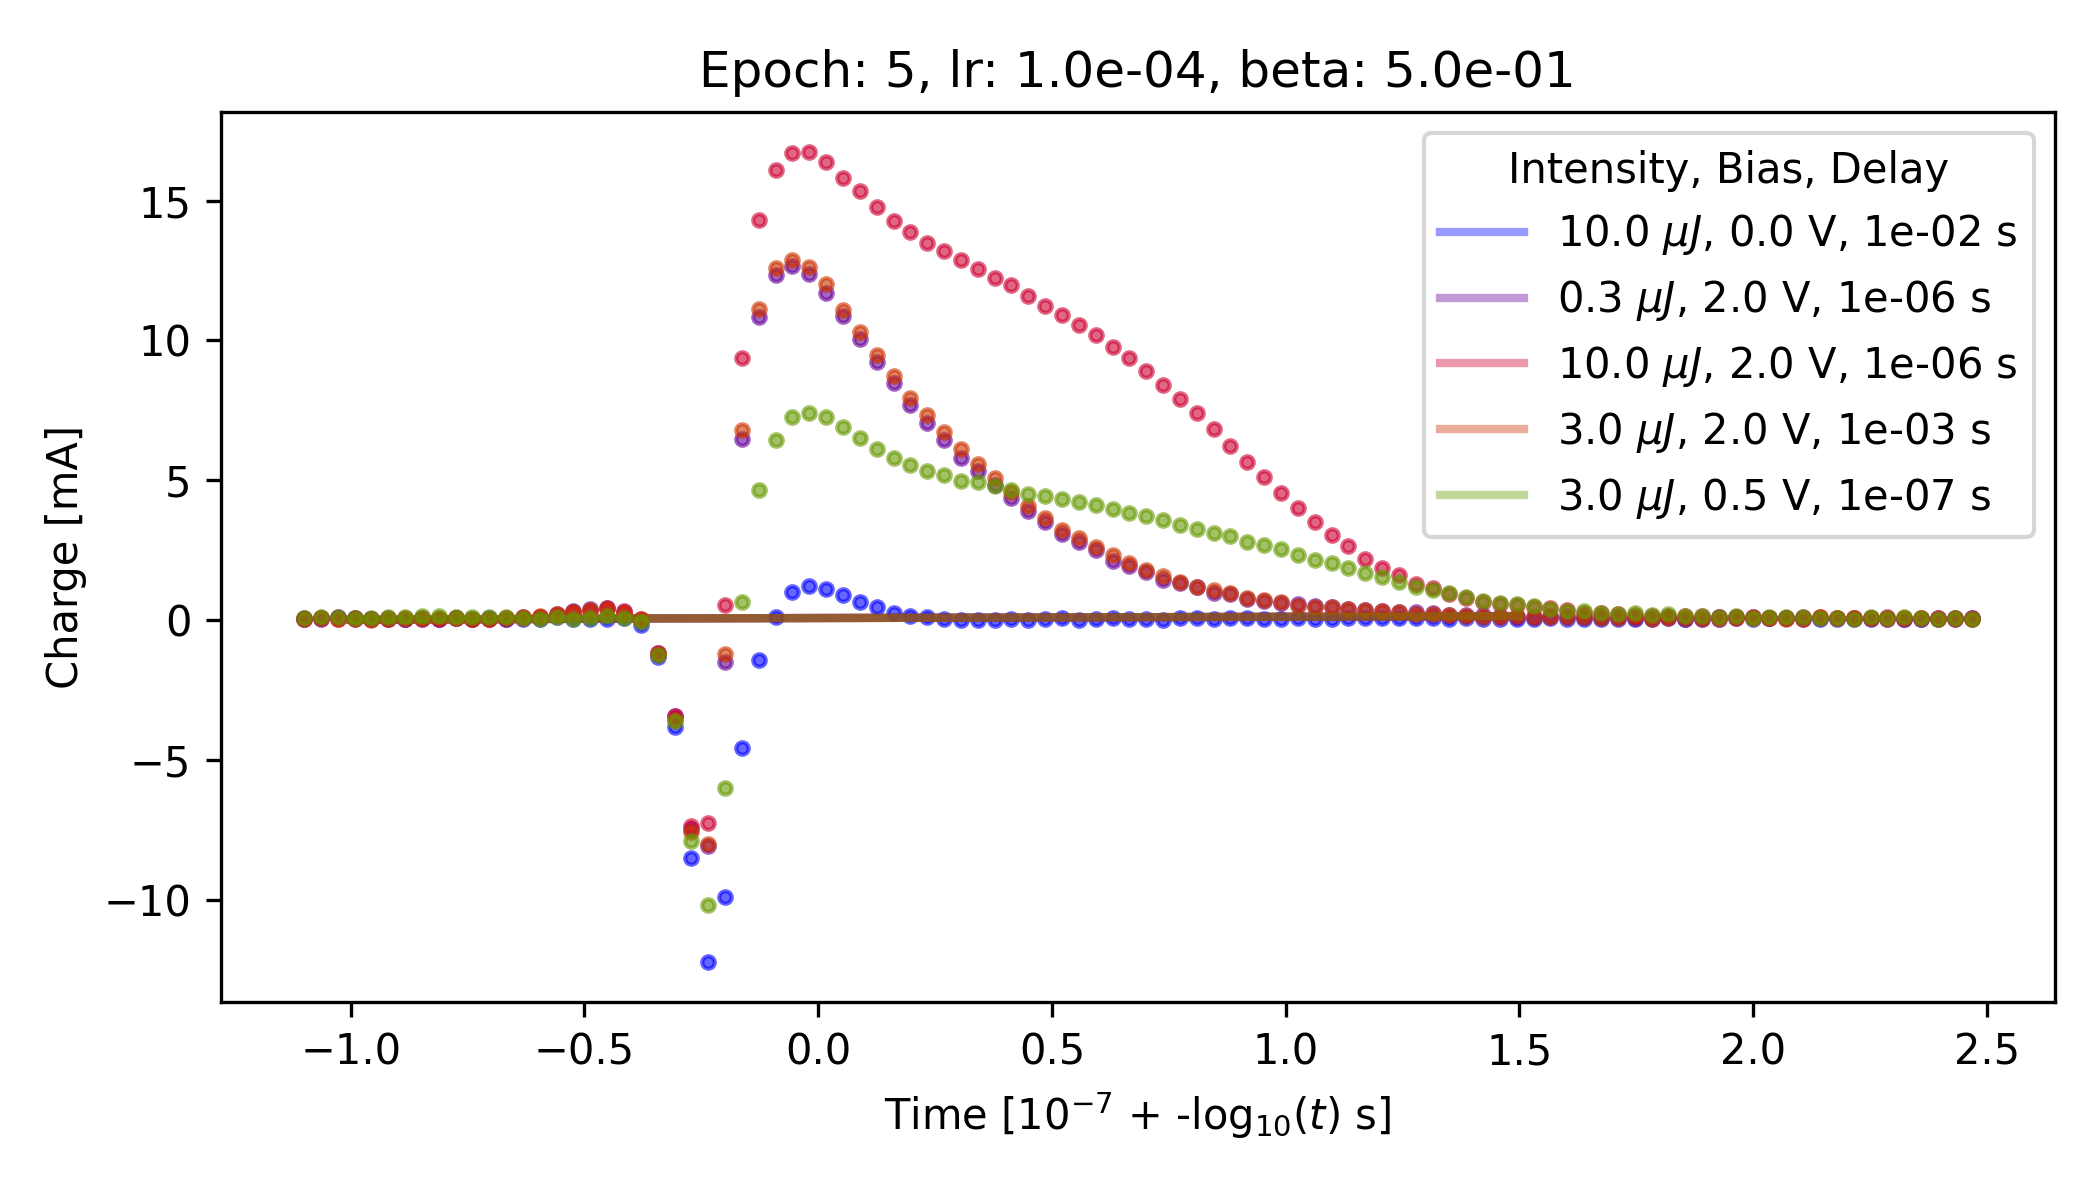 Epoch: 5, lr: 1.0e-04, beta: 5.0e-01
Charge [mA]
15
10
5
0
−5
−10
Intensity, Bias, Delay
10.0 μJ, 0.0 V, 1e-02 s
0.3 μJ, 2.0 V, 1e-06 s
10.0 μJ, 2.0 V, 1e-06 s
3.0 μJ, 2.0 V, 1e-03 s
3.0 μJ, 0.5 V, 1e-07 s
−1.0 −0.5 0.0 0.5 1.0 1.5 2.0 2.5
Time [10⁻⁷ + -log₁₀(t) s]